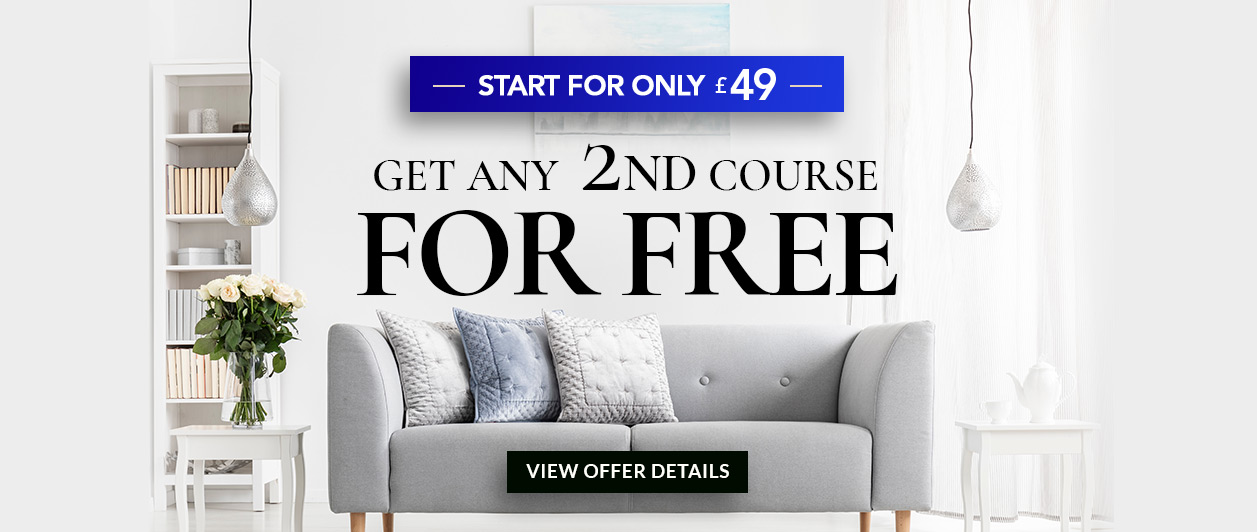 START FOR ONLY £49
GET ANY 2ND COURSE
FOR FREE
VIEW OFFER DETAILS